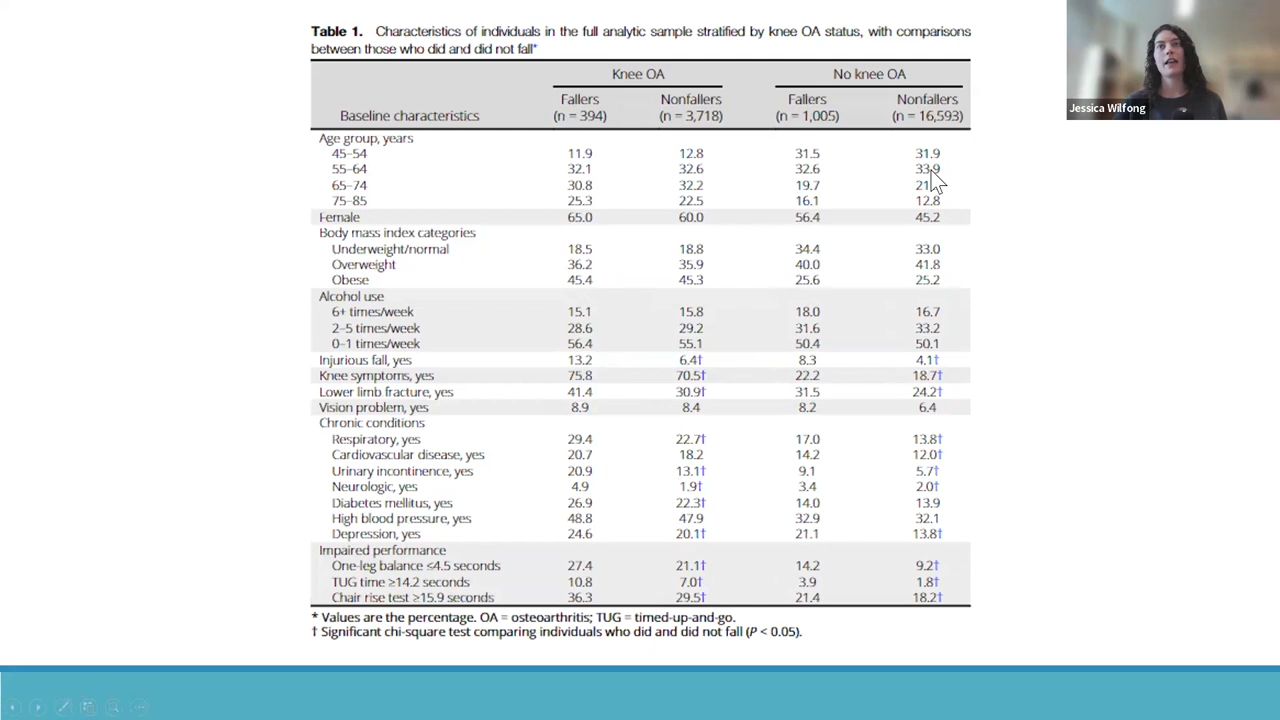 Table 1. Characteristics of individuals in the full analytic sample stratified by knee OA status, with comparisons
between those who did and did not fall*
Knee OA No knee OA
Fallers Nonfallers Fallers Nonfallers
Baseline characteristics (n = 394) (n = 3,718) (n = 1,005) (n = 16,593)
Age group, years
45–54 11.9 12.8 31.5 31.9
55–64 32.1 32.6 32.6 33.9
65–74 30.8 32.2 19.7 21
75–85 25.3 22.5 16.1 12.8
Female 65.0 60.0 56.4 45.2
Body mass index categories
Underweight/normal 18.5 18.8 34.4 33.0
Overweight 36.2 35.9 40.0 41.8
Obese 45.4 45.3 25.6 25.2
Alcohol use
6+ times/week 15.1 15.8 18.0 16.7
2–5 times/week 28.6 29.2 31.6 33.2
0–1 times/week 56.4 55.1 50.4 50.1
Injurious fall, yes 13.2 6.4† 8.3 4.1†
Knee symptoms, yes 75.8 70.5† 22.2 18.7†
Lower limb fracture, yes 41.4 30.9† 31.5 24.2†
Vision problem, yes 8.9 8.4 8.2 6.4
Chronic conditions
Respiratory, yes 29.4 22.7† 17.0 13.8†
Cardiovascular disease, yes 20.7 18.2 14.2 12.0†
Urinary incontinence, yes 20.9 13.1† 9.1 5.7†
Neurologic, yes 4.9 1.9† 3.4 2.0†
Diabetes mellitus, yes 26.9 22.3† 14.0 13.9
High blood pressure, yes 48.8 47.9 32.9 32.1
Depression, yes 24.6 20.1† 21.1 13.8†
Impaired performance
One-leg balance ≤4.5 seconds 27.4 21.1† 14.2 9.2†
TUG time ≥14.2 seconds 10.8 7.0† 3.9 1.8†
Chair rise test ≥15.9 seconds 36.3 29.5† 21.4 18.2†
* Values are the percentage. OA = osteoarthritis; TUG = timed-up-and-go.
† Significant chi-square test comparing individuals who did and did not fall (P < 0.05).
Jessica Wilfong